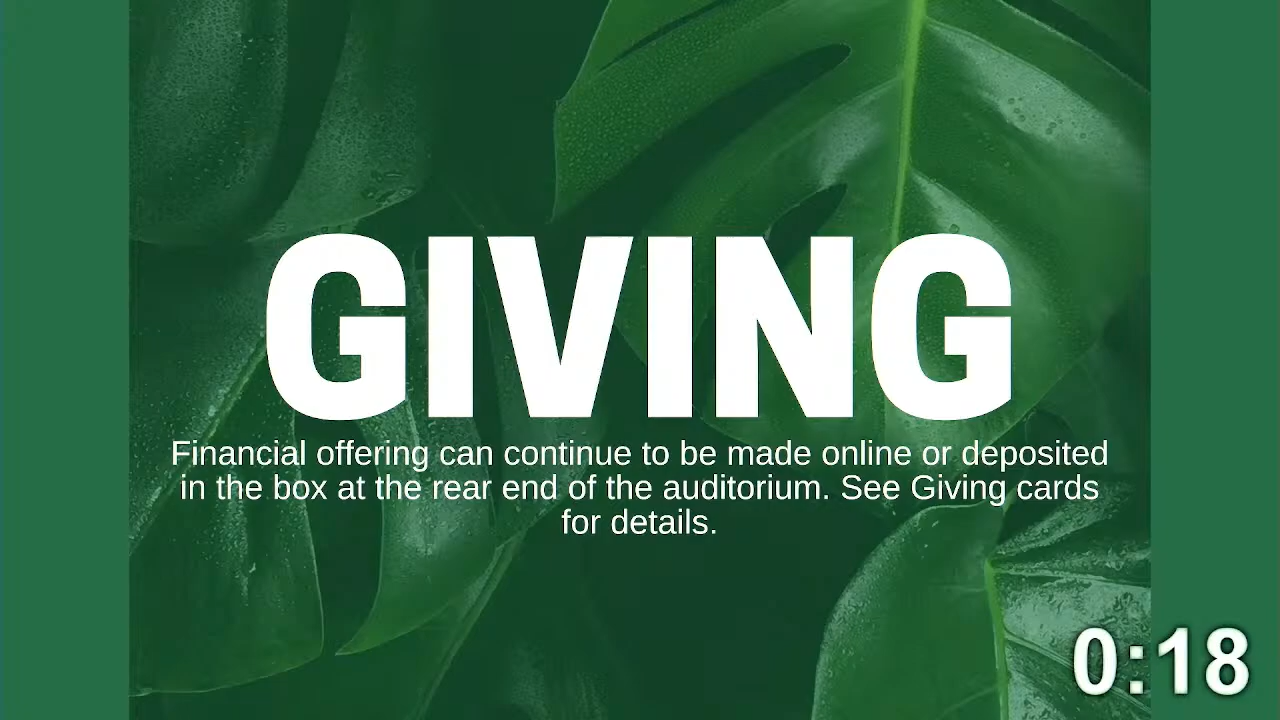 GIVING
Financial offering can continue to be made online or deposited
in the box at the rear end of the auditorium. See Giving cards
for details.
0:18